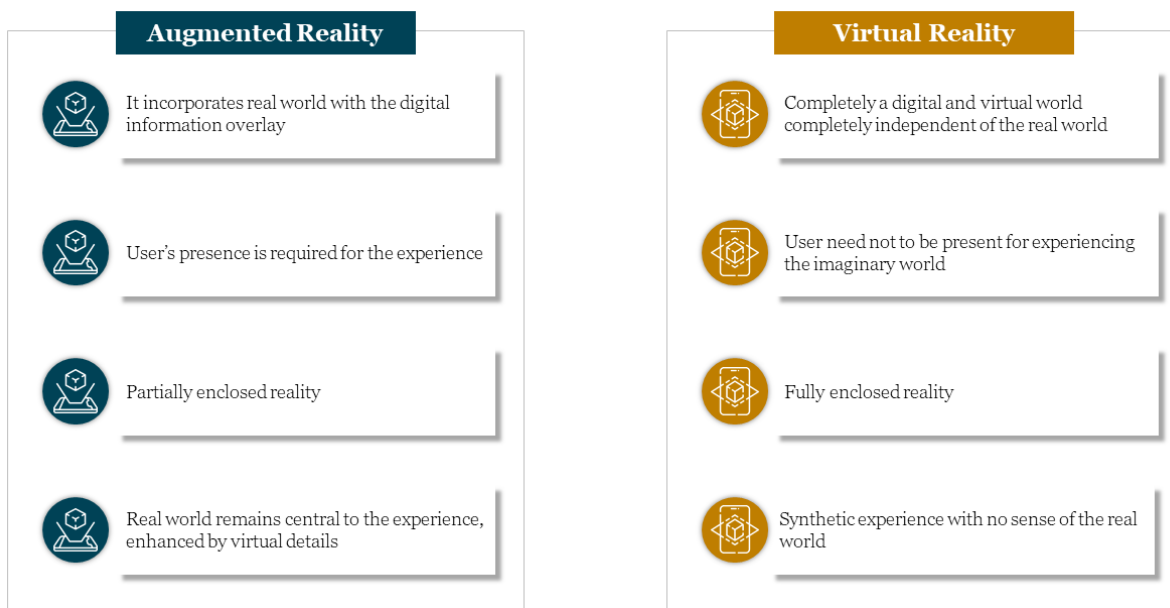 Augmented Reality
It incorporates real world with the digital
information overlay
User’s presence is required for the experience
Partially enclosed reality
Real world remains central to the experience,
enhanced by virtual details
Virtual Reality
Completely a digital and virtual world
completely independent of the real world
User need not to be present for experiencing
the imaginary world
Fully enclosed reality
Synthetic experience with no sense of the real
world